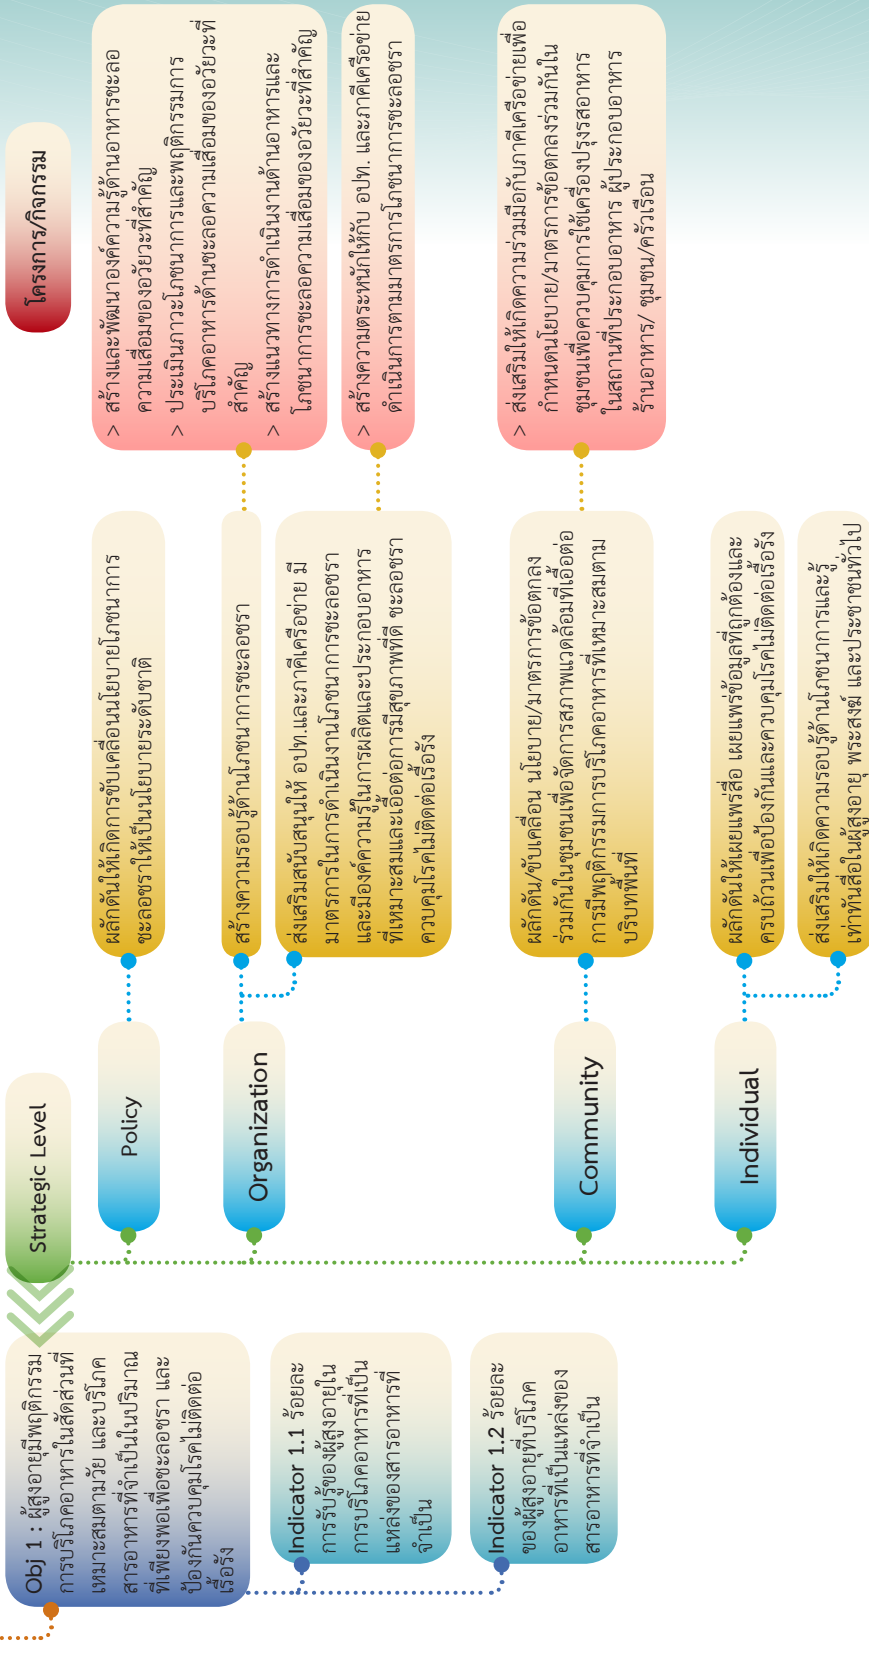 Obj 1 : ผู้สูงอายุมีพฤติกรรม
การบริโภคอาหารในสัดส่วนที่
เหมาะสมตามวัย และบริโภค
สารอาหารที่จำเป็นในปริมาณ
ที่เพียงพอเพื่อชะลอชรา และ
ป้องกันควบคุมโรคไม่ติดต่อ
เรื้อรัง
Indicator 1.1 ร้อยละ
การรับรู้ของผู้สูงอายุใน
การบริโภคอาหารที่เป็น
แหล่งของสารอาหารที่
จำเป็น
Indicator 1.2 ร้อยละ
ของผู้สูงอายุที่บริโภค
อาหารที่เป็นแหล่งของ
สารอาหารที่จำเป็น
Strategic Level
Policy
Organization
Community
Individual
ผลักดันให้เกิดการขับเคลื่อนนโยบายโภชนาการ
ชะลอชราให้เป็นนโยบายระดับชาติ
สร้างความรอบรู้ด้านโภชนาการชะลอชรา
ส่งเสริมสนับสนุนให้ อปท.และภาคีเครือข่าย มี
มาตรการในการดำเนินงานโภชนาการชะลอชรา
และมีองค์ความรู้ในการผลิตและประกอบอาหาร
ที่เหมาะสมและเอื้อต่อการมีสุขภาพที่ดี ชะลอชรา
ควบคุมโรคไม่ติดต่อเรื้อรัง
ผลักดัน/ขับเคลื่อน นโยบาย/มาตรการข้อตกลง
ร่วมกันในชุมชนเพื่อจัดการสภาพแวดล้อมที่เอื้อต่อ
การมีพฤติกรรมการบริโภคอาหารที่เหมาะสมตาม
บริบทพื้นที่
ผลักดันให้เผยแพร่สื่อ เผยแพร่ข้อมูลที่ถูกต้องและ
ครบถ้วนเพื่อป้องกันและควบคุมโรคไม่ติดต่อเรื้อรัง
ส่งเสริมให้เกิดความรอบรู้ด้านโภชนาการและรู้
เท่าทันสื่อในผู้สูงอายุ พระสงฆ์ และประชาชนทั่วไป
โครงการ/กิจกรรม
> สร้างและพัฒนาองค์ความรู้ด้านอาหารชะลอ
ความเสื่อมของอวัยวะที่สำคัญ
> ประเมินภาวะโภชนาการและพฤติกรรมการ
บริโภคอาหารด้านชะลอความเสื่อมของอวัยวะที่
สำคัญ
> สร้างแนวทางการดำเนินงานด้านอาหารและ
โภชนาการชะลอความเสื่อมของอวัยวะที่สำคัญ
> สร้างความตระหนักให้กับ อปท. และภาคีเครือข่าย
ดำเนินการตามมาตรการโภชนาการชะลอชรา
> ส่งเสริมให้เกิดความร่วมมือกับภาคีเครือข่ายเพื่อ
กำหนดนโยบาย/มาตรการข้อตกลงร่วมกันใน
ชุมชนเพื่อควบคุมการใช้เครื่องปรุงรสอาหาร
ในสถานที่ประกอบอาหาร ผู้ประกอบอาหาร
ร้านอาหาร/ ชุมชน/ครัวเรือน